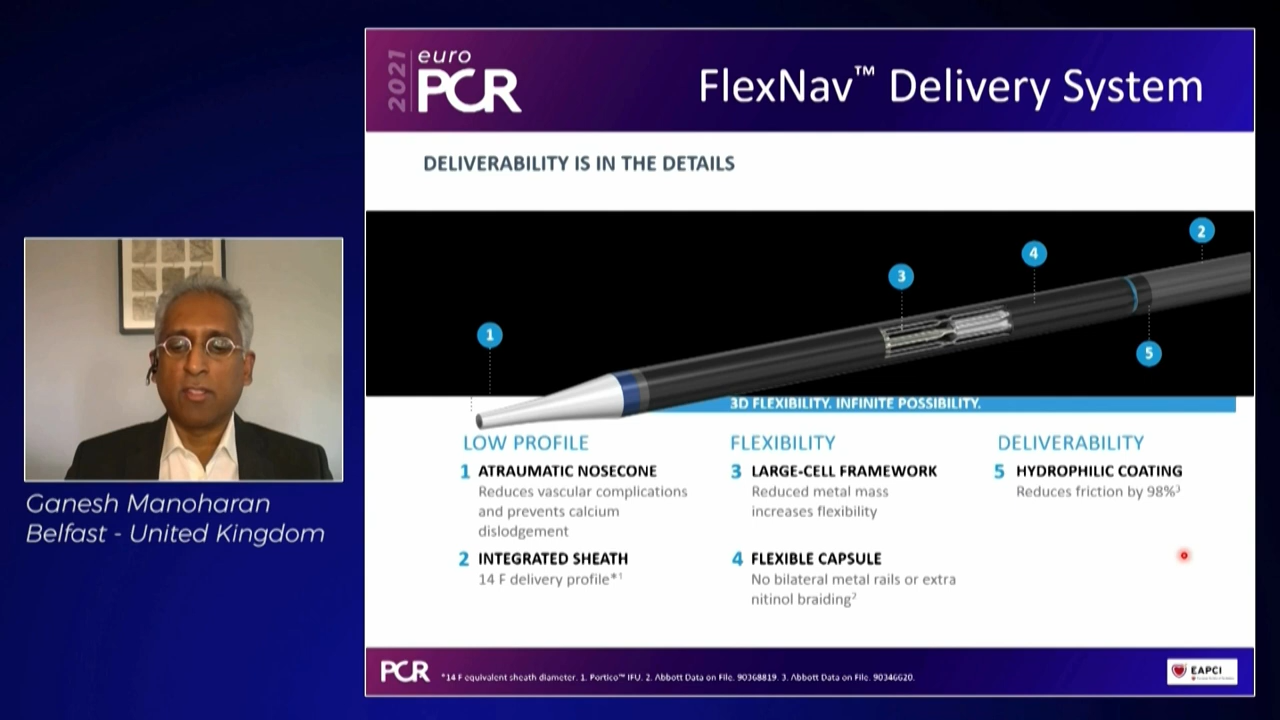 2021
euro
PCR
FlexNav™ Delivery System
DELIVERABILITY IS IN THE DETAILS
1
2
3
4
5
3D FLEXIBILITY. INFINITE POSSIBILITY.
LOW PROFILE
1 ATRAUMATIC NOSECONE
Reduces vascular complications
and prevents calcium
dislodgement
2 INTEGRATED SHEATH
14 F delivery profile*1
FLEXIBILITY
3 LARGE-CELL FRAMEWORK
Reduced metal mass
increases flexibility
4 FLEXIBLE CAPSULE
No bilateral metal rails or extra
nitinol braiding2
DELIVERABILITY
5 HYDROPHILIC COATING
Reduces friction by 98%3
Ganesh Manoharan
Belfast - United Kingdom
PCR
*14 F equivalent sheath diameter. 1. Portico™ IFU. 2. Abbott Data on File. 90368819. 3. Abbott Data on File. 90346620.
EAPCI